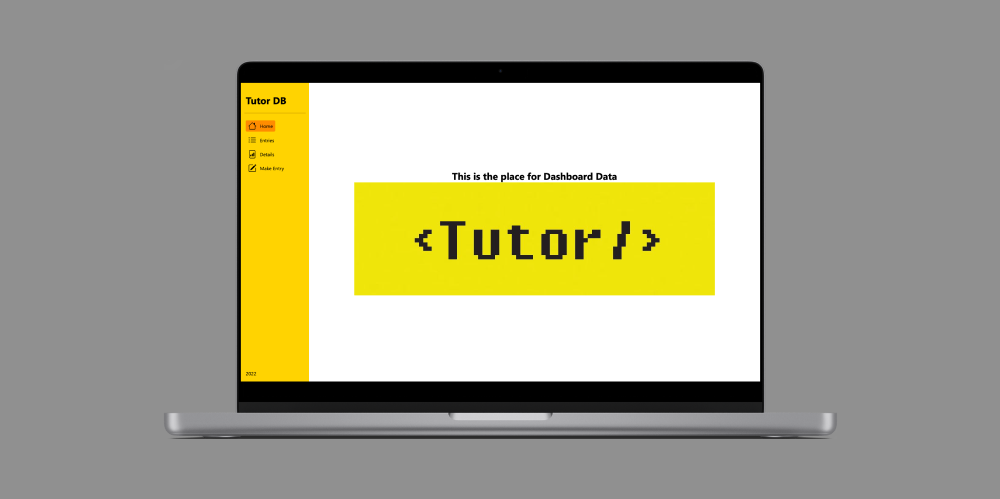 Tutor DB
Home
Entries
Details
Make Entry
2022
This is the place for Dashboard Data
<Tutor/>